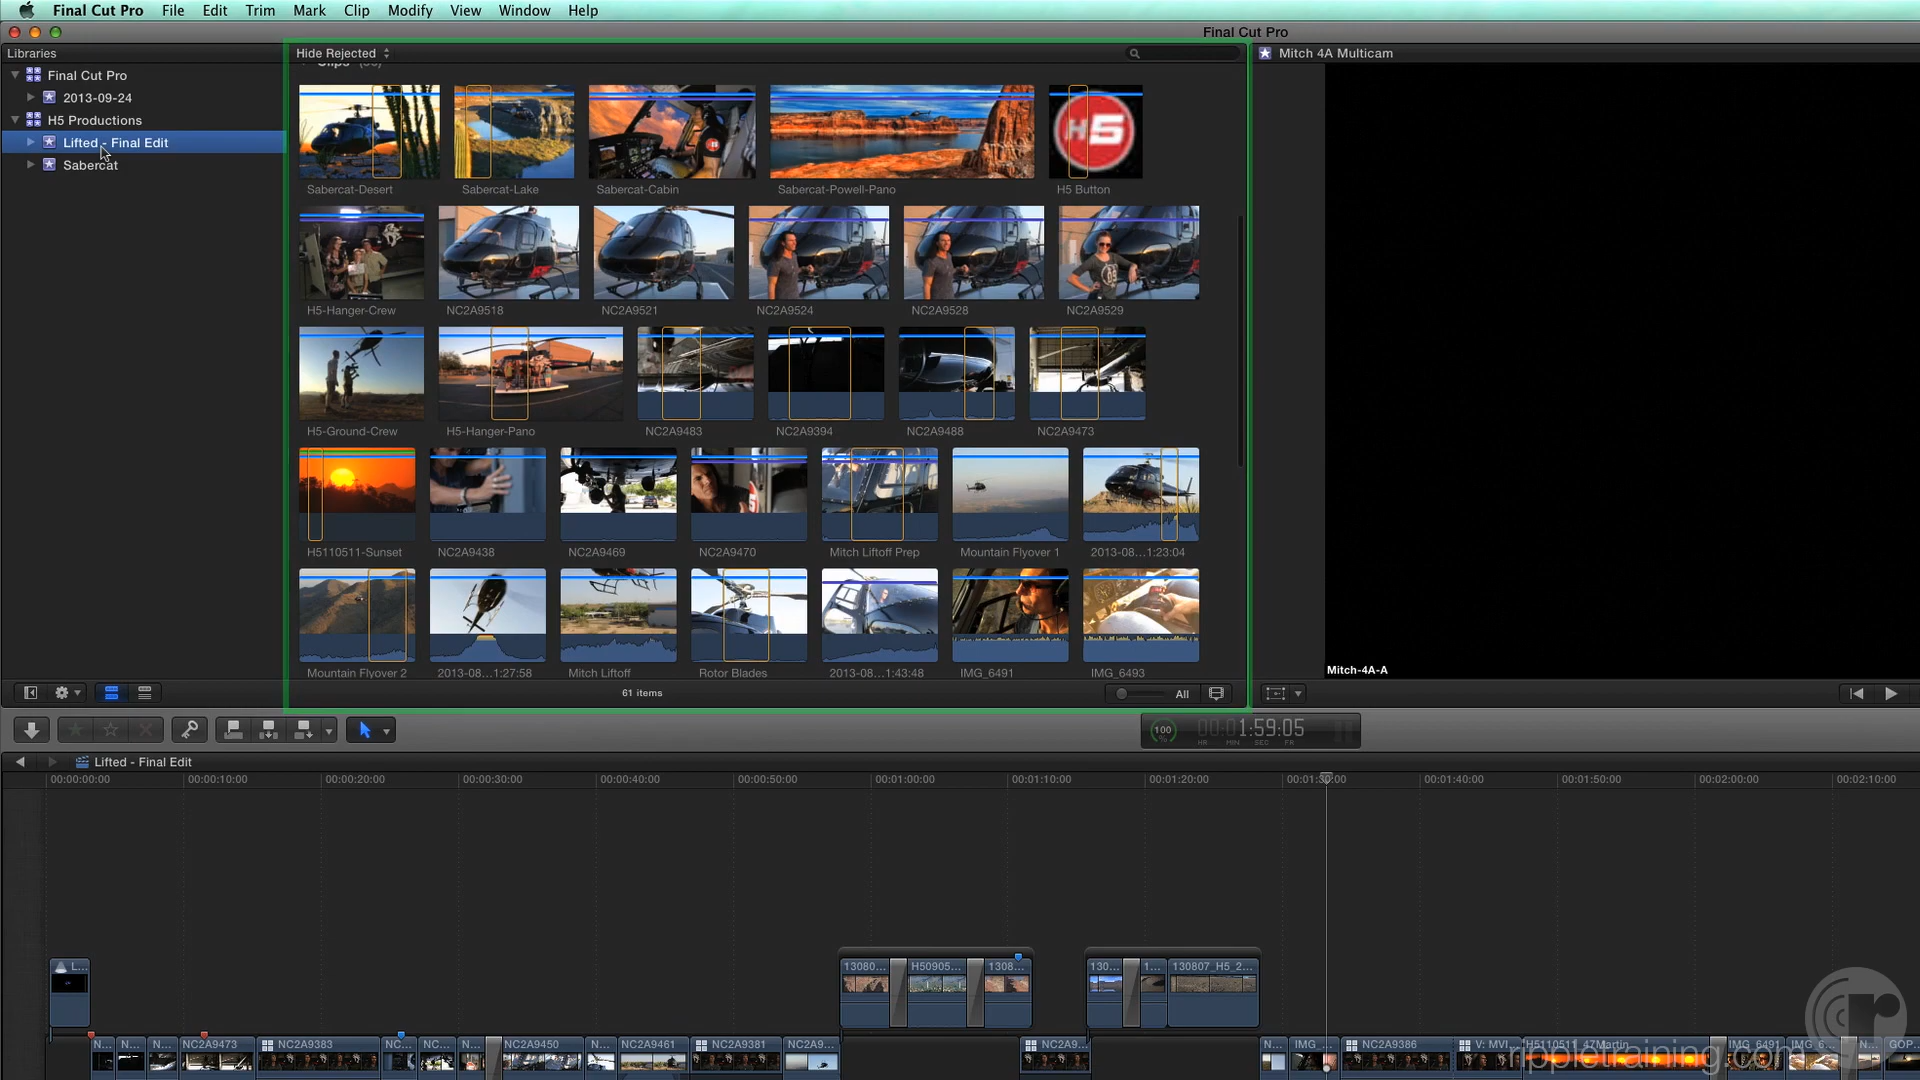 Final Cut Pro File Edit Trim Mark Clip Modify View Window Help
Final Cut Pro
Libraries
Hide Rejected
Mitch 4A Multicam
Final Cut Pro
2013-09-24
H5 Productions
Lifted - Final Edit
Sabercat
H5
Sabercat-Desert Sabercat-Lake Sabercat-Cabin Sabercat-Powell-Pano H5 Button
H5-Hanger-Crew NC2A9518 NC2A9521 NC2A9524 NC2A9528 NC2A9529
H5-Ground-Crew H5-Hanger-Pano NC2A9483 NC2A9394 NC2A9488 NC2A9473
H5110511-Sunset NC2A9438 NC2A9469 NC2A9470 Mitch Liftoff Prep Mountain Flyover 1 2013-08...1:23:04
Mountain Flyover 2 2013-08...1:27:58 Mitch Liftoff Rotor Blades 2013-08...1:43:48 IMG_6491 IMG_6493
Mitch-4A-A
61 items
All
100 % 00:01:59:05
HR MIN SEC FR
Lifted - Final Edit
00:00:00:00 00:00:10:00 00:00:20:00 00:00:30:00 00:00:40:00 00:00:50:00 00:01:00:00 00:01:10:00 00:01:20:00 00:01:30:00 00:01:40:00 00:01:50:00 00:02:00:00 00:02:10:00
L... 13080... H50905... 1308... 130... 1... 130807_H5_2...
N... N... N... NC2A9473 NC2A9383 NC... NC... N... NC2A9450 N... NC2A9461 NC2A9381 NC2A9... NC2A9... N... IMG_... NC2A9386 V: MVI... H5110511_47Martin IMG_6491 IMG_6... N... GOP...
rippletraining.com